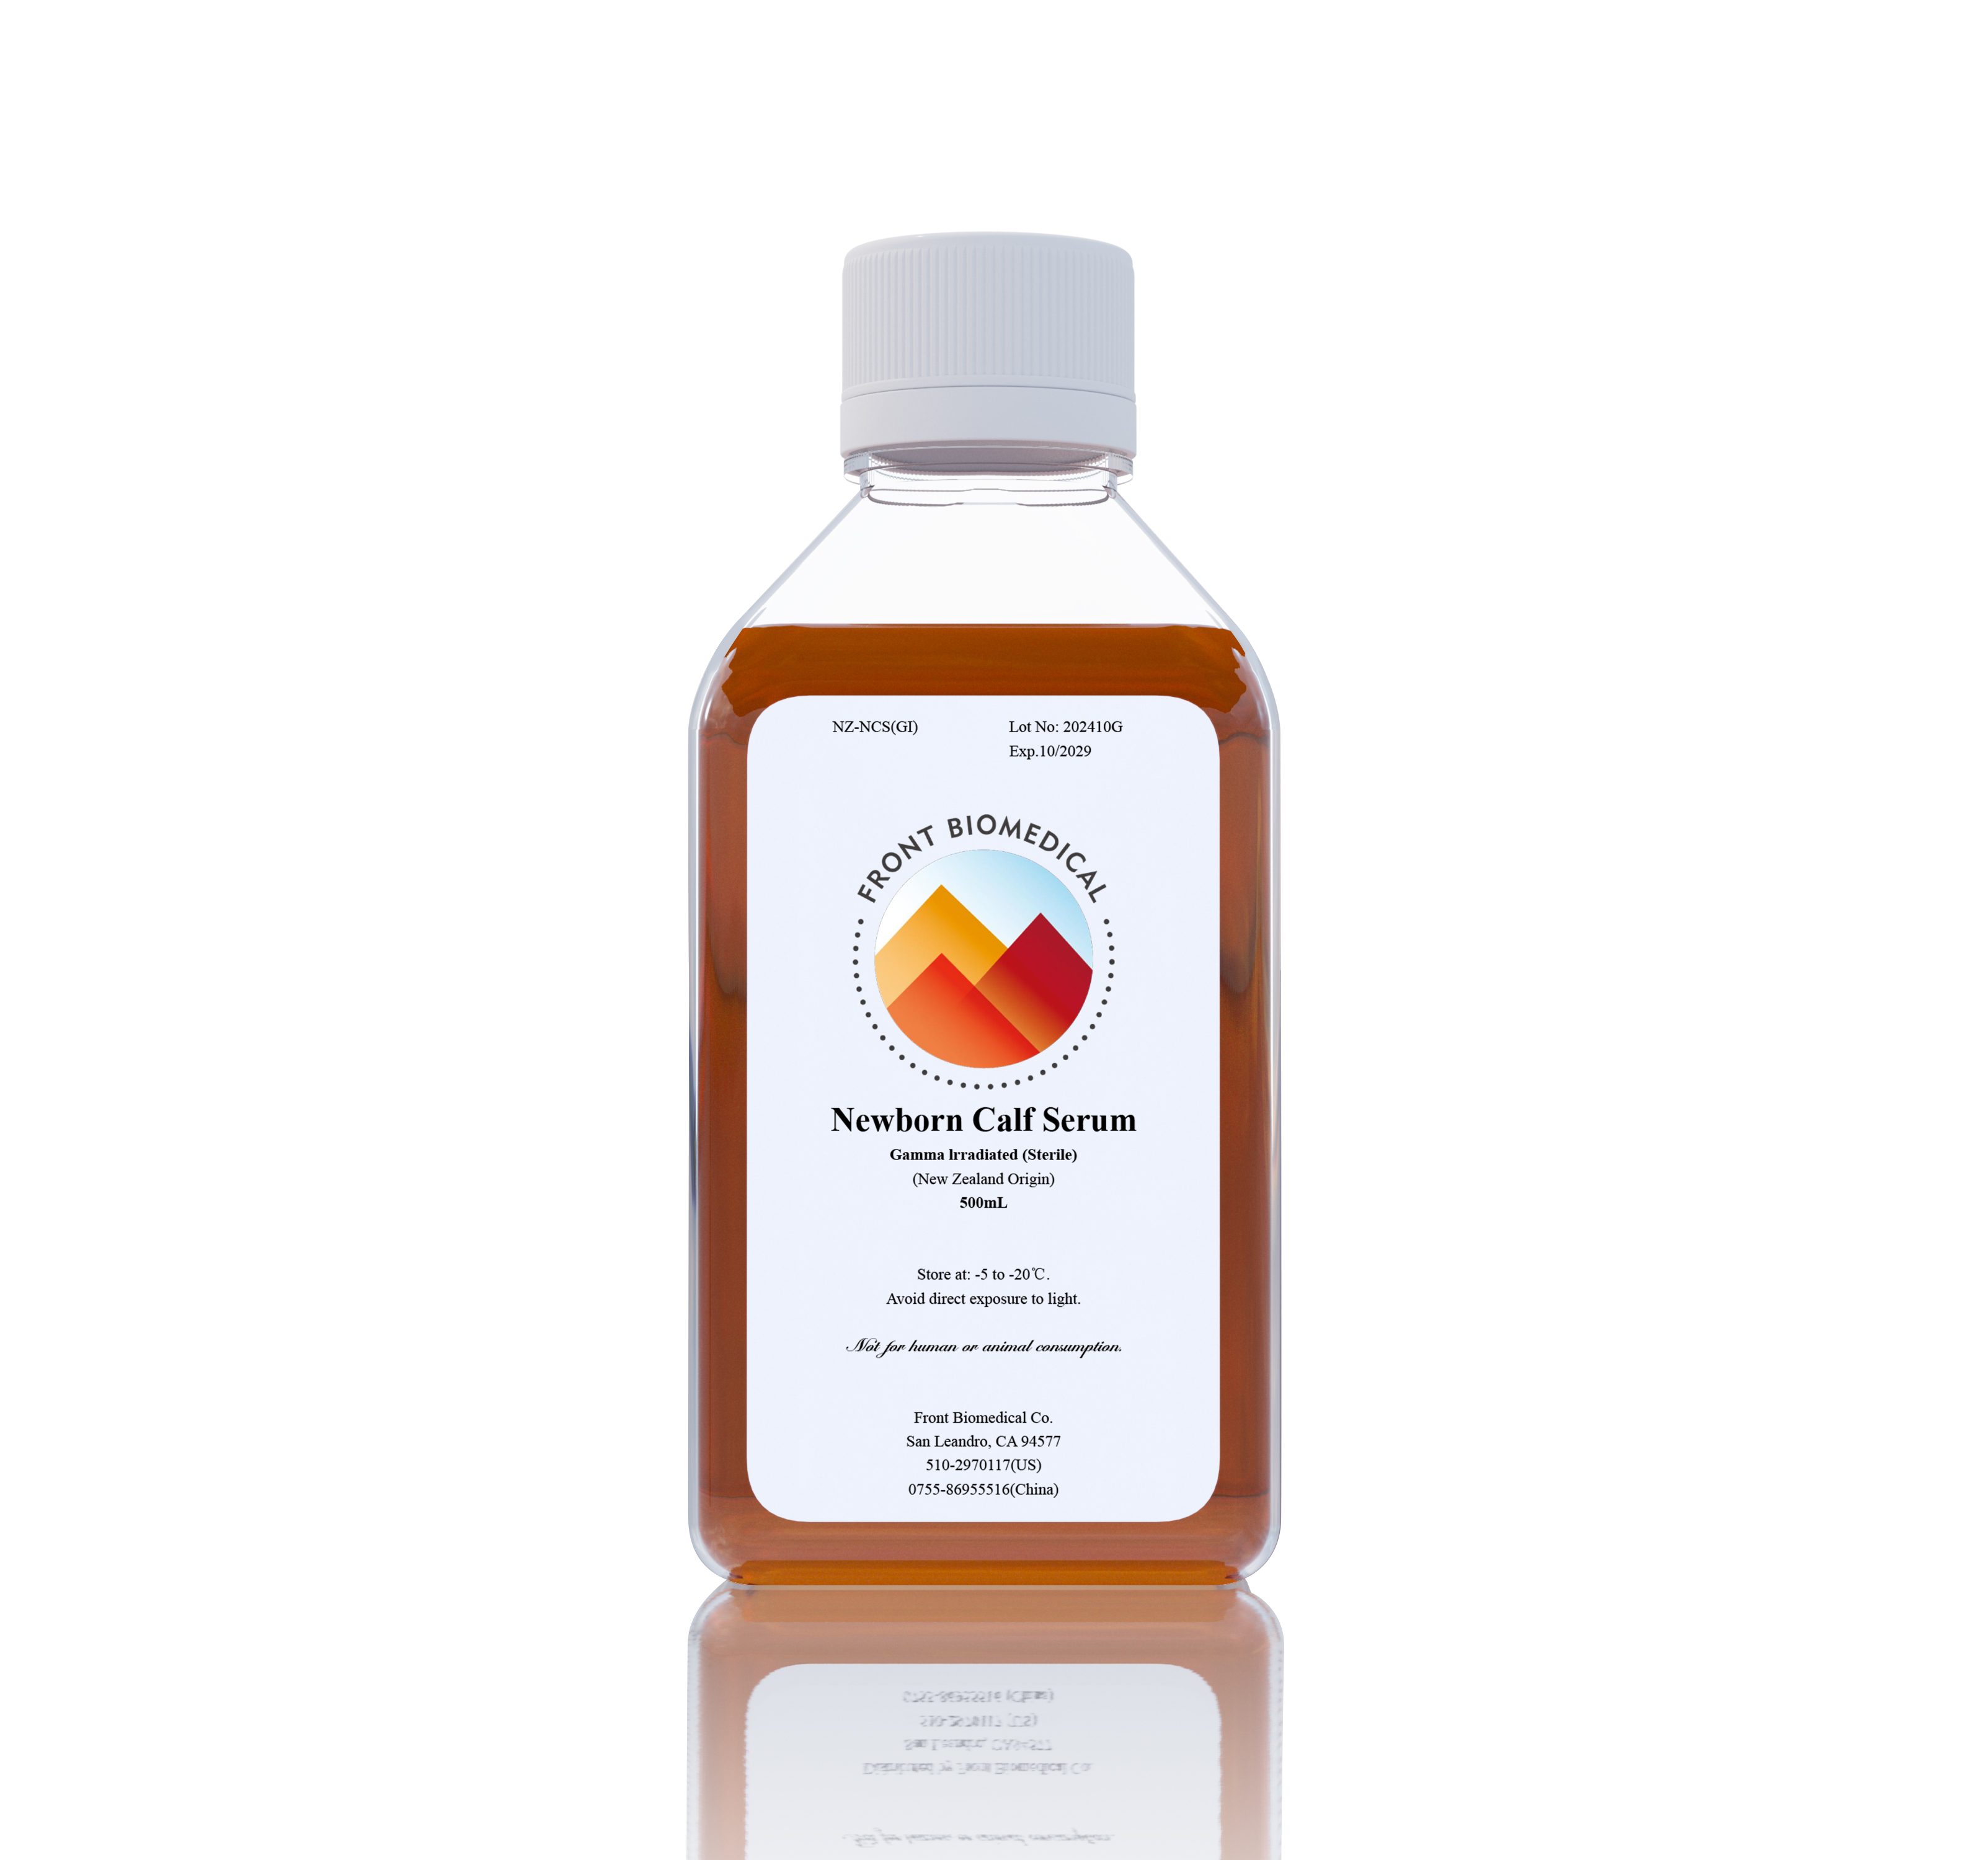 NZ-NCS(GI)
Lot No: 202410G
Exp.10/2029
FRONT BIOMEDICAL
Newborn Calf Serum
Gamma lrradiated (Sterile)
(New Zealand Origin)
500mL
Store at: -5 to -20℃.
Avoid direct exposure to light.
Not for human or animal consumption.
Front Biomedical Co.
San Leandro, CA 94577
510-2970117(US)
0755-86955516(China)